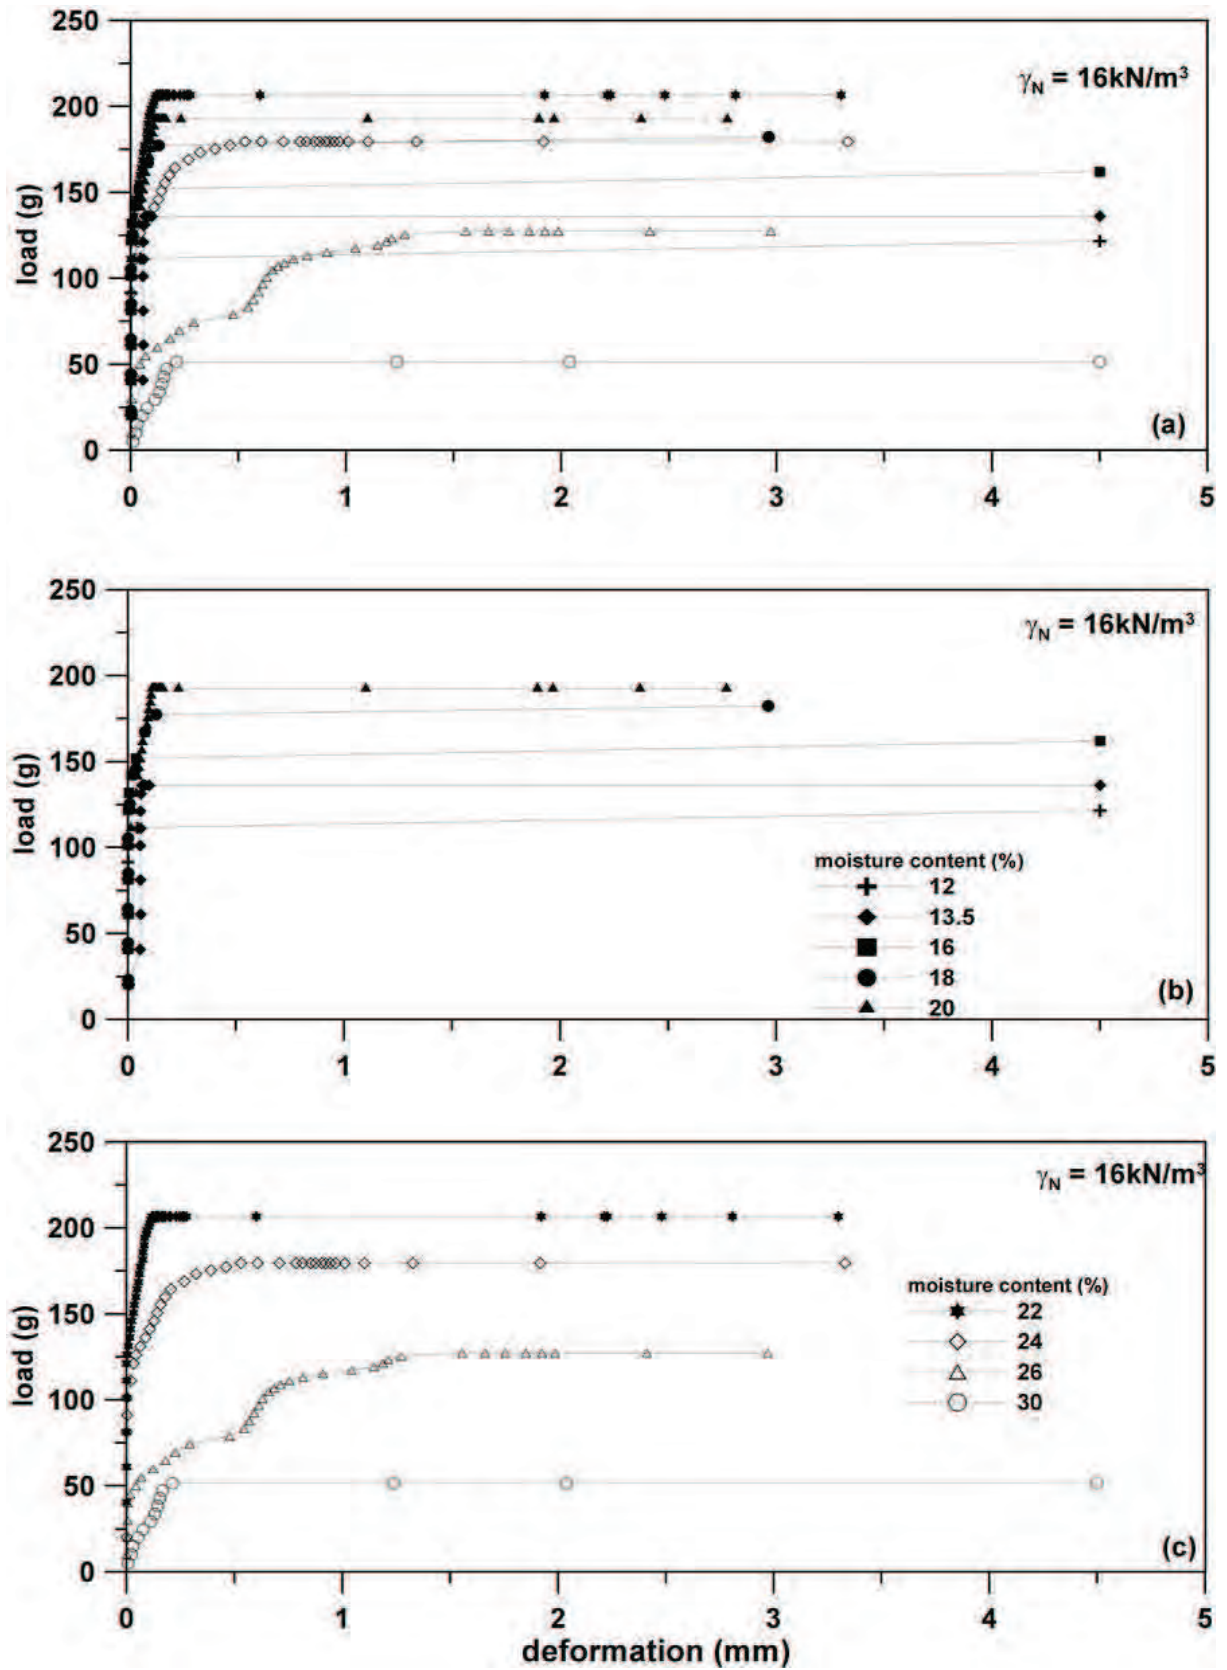 250
200
150
100
50
0
load (g)
γN = 16kN/m³
(a)
0 1 2 3 4 5
250
200
150
100
50
0
load (g)
γN = 16kN/m³
moisture content (%)
12
13.5
16
18
20
(b)
0 1 2 3 4 5
250
200
150
100
50
0
load (g)
γN = 16kN/m³
moisture content (%)
22
24
26
30
(c)
0 1 2 3 4 5
deformation (mm)